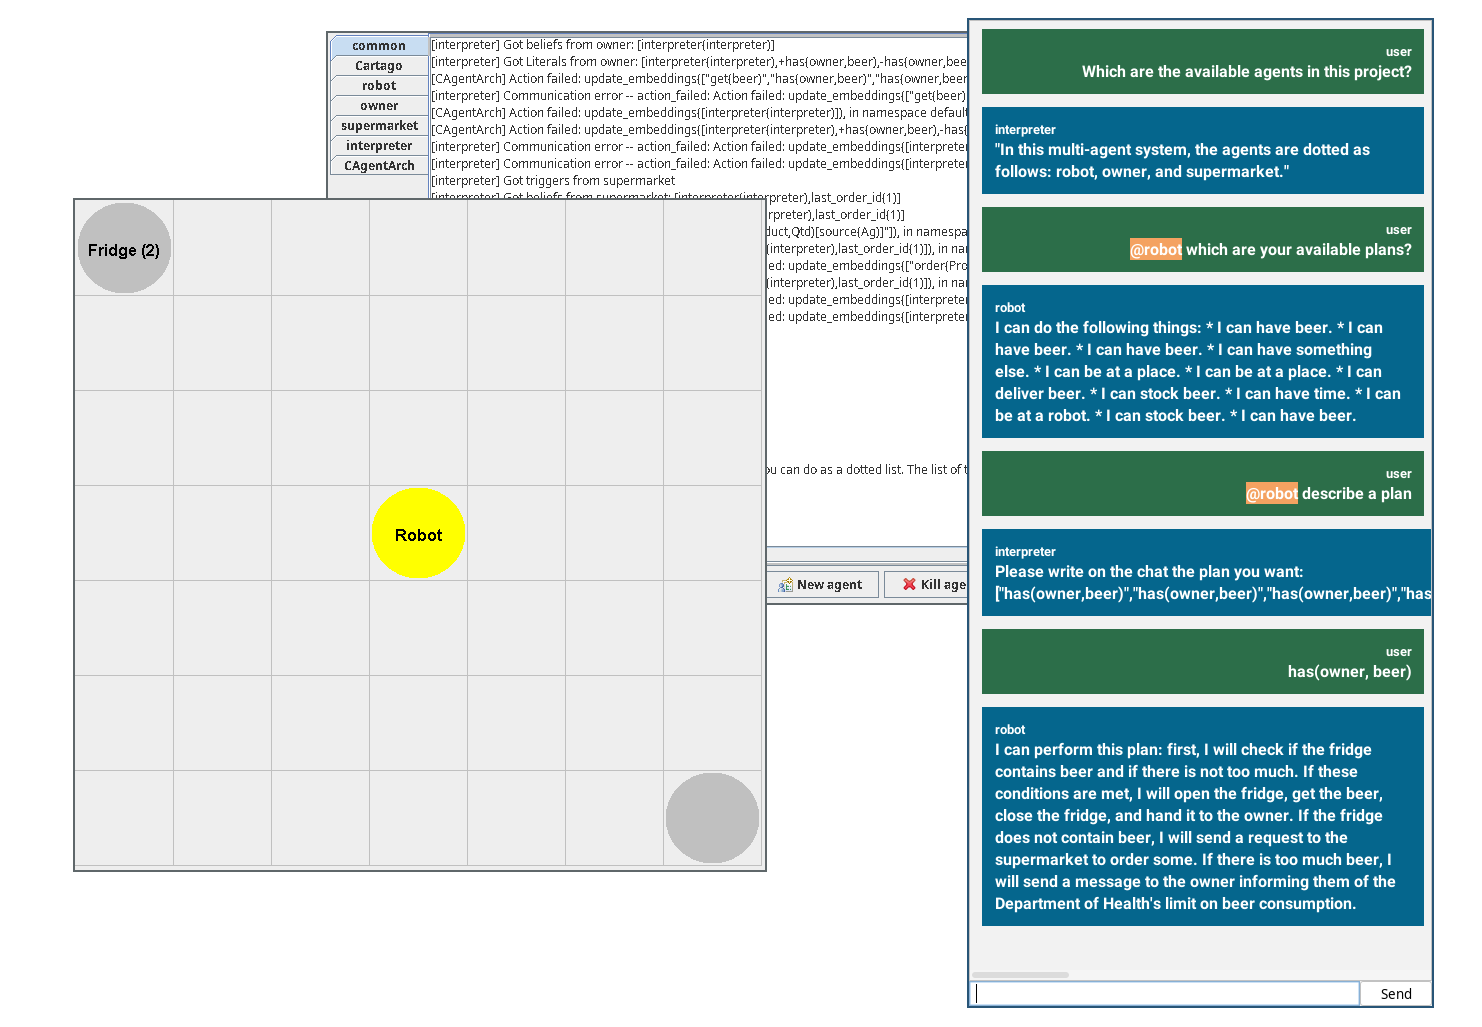 common
Cartago
robot
owner
supermarket
interpreter
CAgentArch
[interpreter] Got beliefs from owner: [interpreter(interpreter)]
[interpreter] Got Literals from owner: [interpreter(interpreter),+has(owner,beer),-has(owner,bee
[CAgentArch] Action failed: update_embeddings(["get(beer)","has(owner,beer)","has(owner,beer
[interpreter] Communication error -- action_failed: Action failed: update_embeddings(["get(beer)
[CAgentArch] Action failed: update_embeddings([interpreter(interpreter)]), in namespace default
[CAgentArch] Action failed: update_embeddings([interpreter(interpreter),+has(owner,beer),-has(
[interpreter] Communication error -- action_failed: Action failed: update_embeddings([interprete
[interpreter] Communication error -- action_failed: Action failed: update_embeddings([interprete
[interpreter] Got triggers from supermarket
[interpreter] Got beliefs from supermarket: [interpreter(interpreter),last_order_id(1)]
rpreter),last_order_id(1)]
duct,Qtd)[source(Ag)]"]), in namespa
(interpreter),last_order_id(1)]), in na
ed: update_embeddings(["order(Pro
(interpreter),last_order_id(1)]), in na
ed: update_embeddings([interprete
ed: update_embeddings([interprete
ou can do as a dotted list. The list of t
New agent
Kill age
Fridge (2)
Robot
user
Which are the available agents in this project?
interpreter
"In this multi-agent system, the agents are dotted as
follows: robot, owner, and supermarket."
user
@robot which are your available plans?
robot
I can do the following things: * I can have beer. * I can
have beer. * I can have beer. * I can have something
else. * I can be at a place. * I can be at a place. * I can
deliver beer. * I can stock beer. * I can have time. * I can
be at a robot. * I can stock beer. * I can have beer.
user
@robot describe a plan
interpreter
Please write on the chat the plan you want:
["has(owner,beer)","has(owner,beer)","has(owner,beer)","has
user
has(owner, beer)
robot
I can perform this plan: first, I will check if the fridge
contains beer and if there is not too much. If these
conditions are met, I will open the fridge, get the beer,
close the fridge, and hand it to the owner. If the fridge
does not contain beer, I will send a request to the
supermarket to order some. If there is too much beer, I
will send a message to the owner informing them of the
Department of Health's limit on beer consumption.
Send